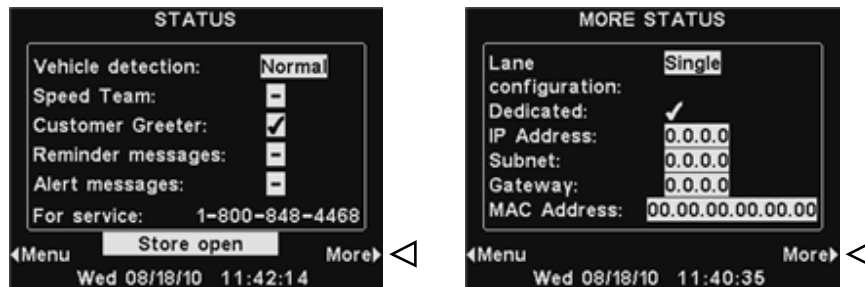 STATUS
Vehicle detection: Normal
Speed Team: –
Customer Greeter: ✓
Reminder messages: –
Alert messages: –
For service: 1-800-848-4468
Store open
Menu More
Wed 08/18/10 11:42:14
MORE STATUS
Lane Single
configuration:
Dedicated: ✓
IP Address: 0.0.0.0
Subnet: 0.0.0.0
Gateway: 0.0.0.0
MAC Address: 00.00.00.00.00.00
Menu More
Wed 08/18/10 11:40:35